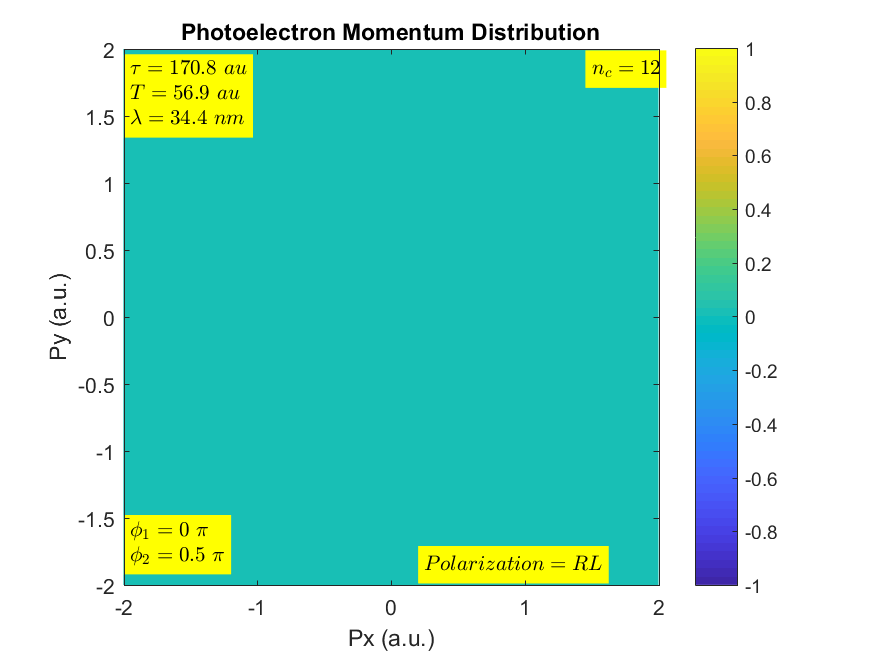 Photoelectron Momentum Distribution
τ = 170.8 au
T = 56.9 au
λ = 34.4 nm
n_c = 12
ϕ_1 = 0 π
ϕ_2 = 0.5 π
Polarization = RL
2
1.5
1
0.5
0
-0.5
-1
-1.5
-2
Py (a.u.)
-2
-1
0
1
2
Px (a.u.)
1
0.8
0.6
0.4
0.2
0
-0.2
-0.4
-0.6
-0.8
-1